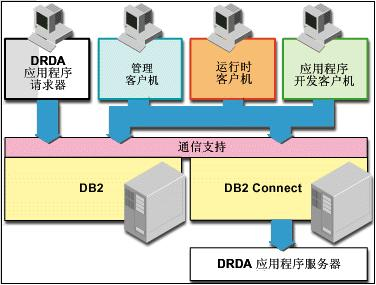 DRDA
应用程序
请求器
管理
客户机
运行时
客户机
应用程序
开发客户机
通信支持
DB2
DB2 Connect
DRDA 应用程序服务器